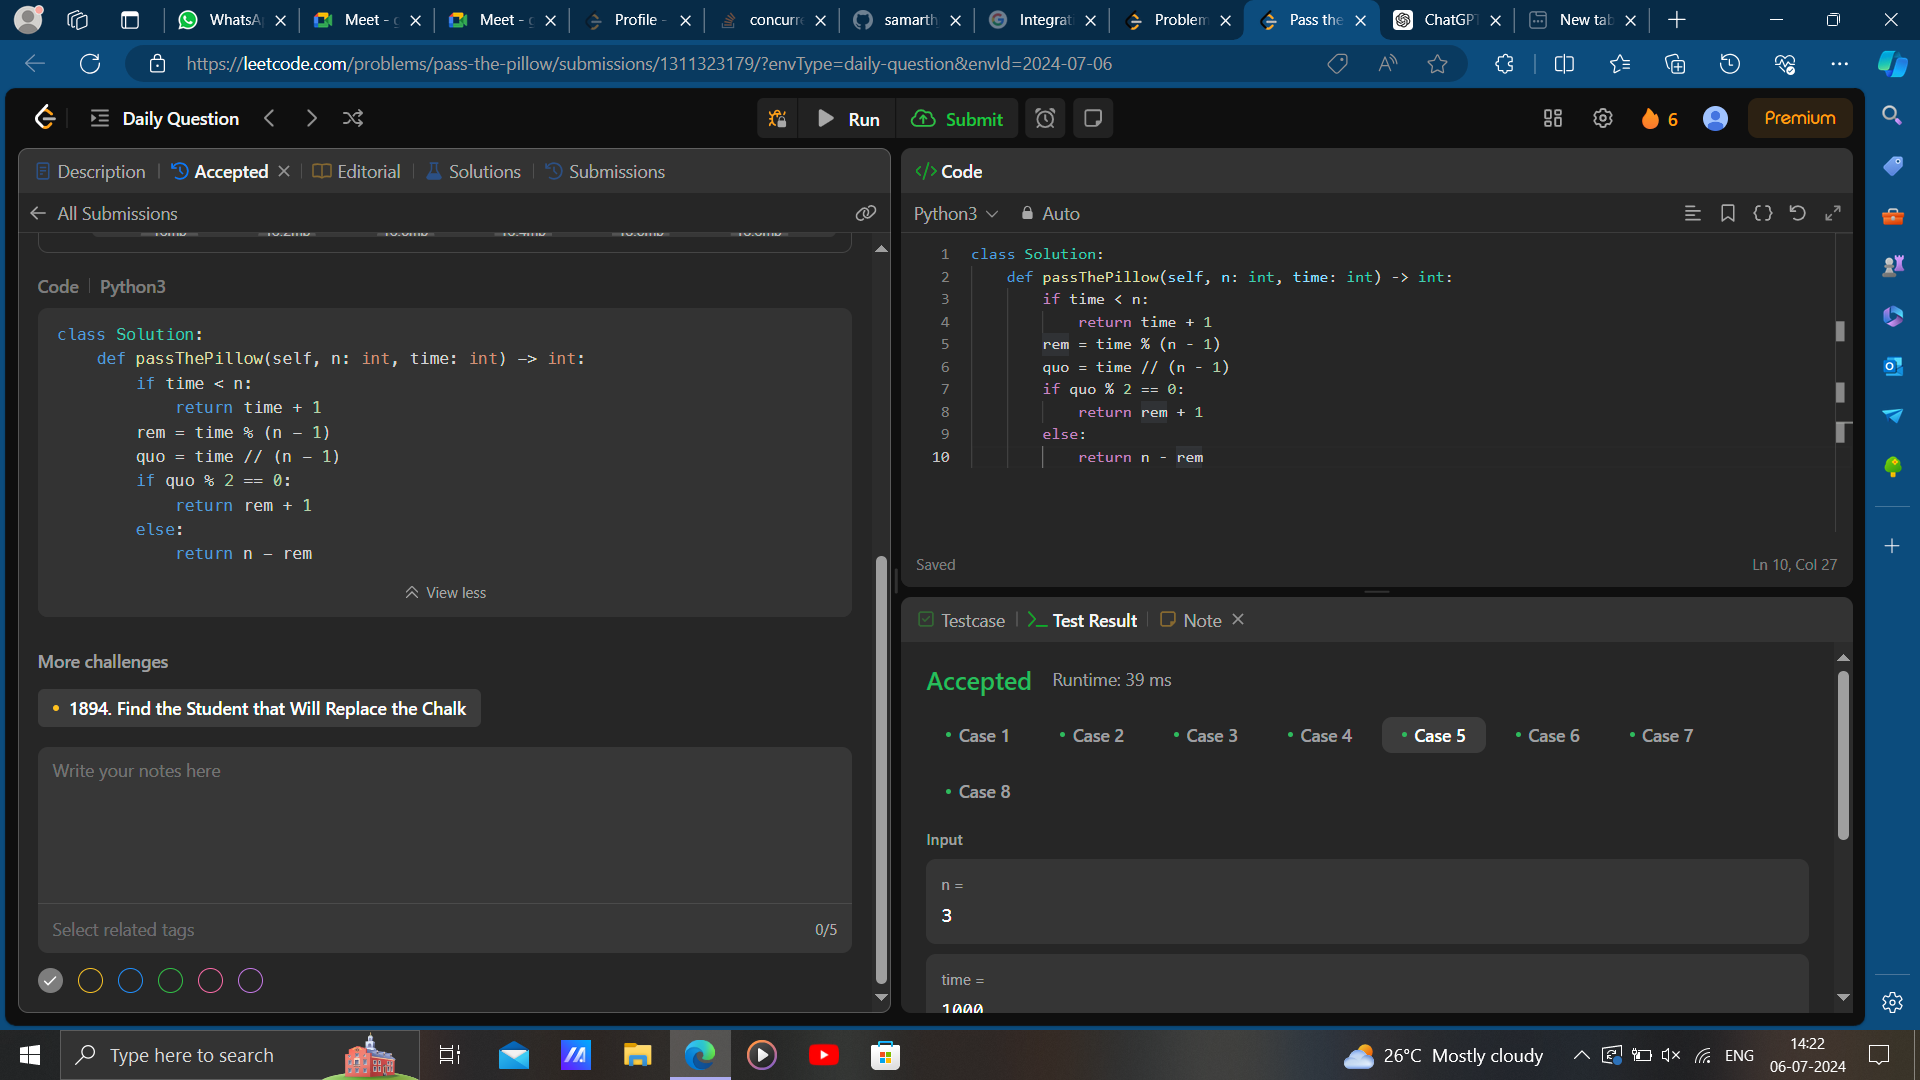 WhatsA
Meet - g
Meet - g
Profile -
concurre
samarth
Integrat
Problem
Pass the
ChatGP
New tab
https://leetcode.com/problems/pass-the-pillow/submissions/1311323179/?envType=daily-question&envId=2024-07-06
Daily Question
Run
Submit
6
Premium
Description
Accepted
Editorial
Solutions
Submissions
All Submissions
Code
Python3
class Solution:
def passThePillow(self, n: int, time: int) -> int:
if time < n:
return time + 1
rem = time % (n - 1)
quo = time // (n - 1)
if quo % 2 == 0:
return rem + 1
else:
return n - rem
View less
More challenges
1894. Find the Student that Will Replace the Chalk
Write your notes here
Select related tags
0/5
</> Code
Python3
Auto
1 class Solution:
2 def passThePillow(self, n: int, time: int) -> int:
3 if time < n:
4 return time + 1
5 rem = time % (n - 1)
6 quo = time // (n - 1)
7 if quo % 2 == 0:
8 return rem + 1
9 else:
10 return n - rem
Saved
Ln 10, Col 27
Testcase
Test Result
Note
Accepted
Runtime: 39 ms
Case 1
Case 2
Case 3
Case 4
Case 5
Case 6
Case 7
Case 8
Input
n =
3
time =
1000
Type here to search
26°C Mostly cloudy
ENG
14:22
06-07-2024